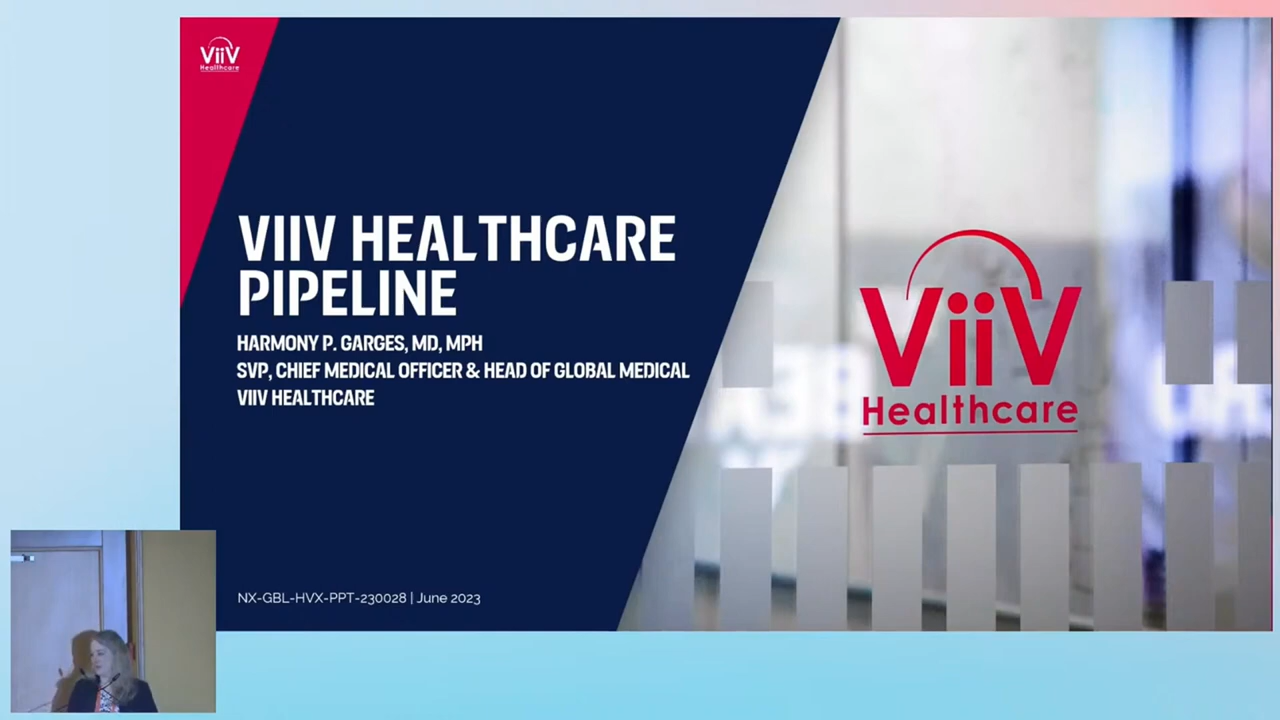 ViiV
Healthcare
VIIV HEALTHCARE
PIPELINE
HARMONY P. GARGES, MD, MPH
SVP, CHIEF MEDICAL OFFICER & HEAD OF GLOBAL MEDICAL
VIIV HEALTHCARE
NX-GBL-HVX-PPT-230028 | June 2023
ViiV
Healthcare